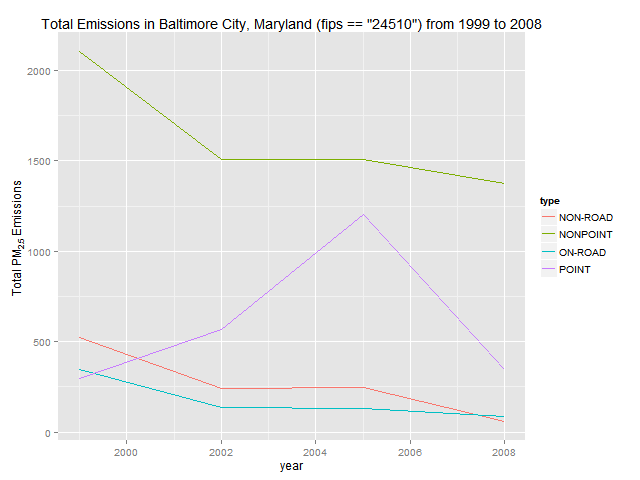 Total Emissions in Baltimore City, Maryland (fips == "24510") from 1999 to 2008
Total PM2.5 Emissions
2000
1500
1000
500
0
2000
2002
2004
2006
2008
year
type
NON-ROAD
NONPOINT
ON-ROAD
POINT